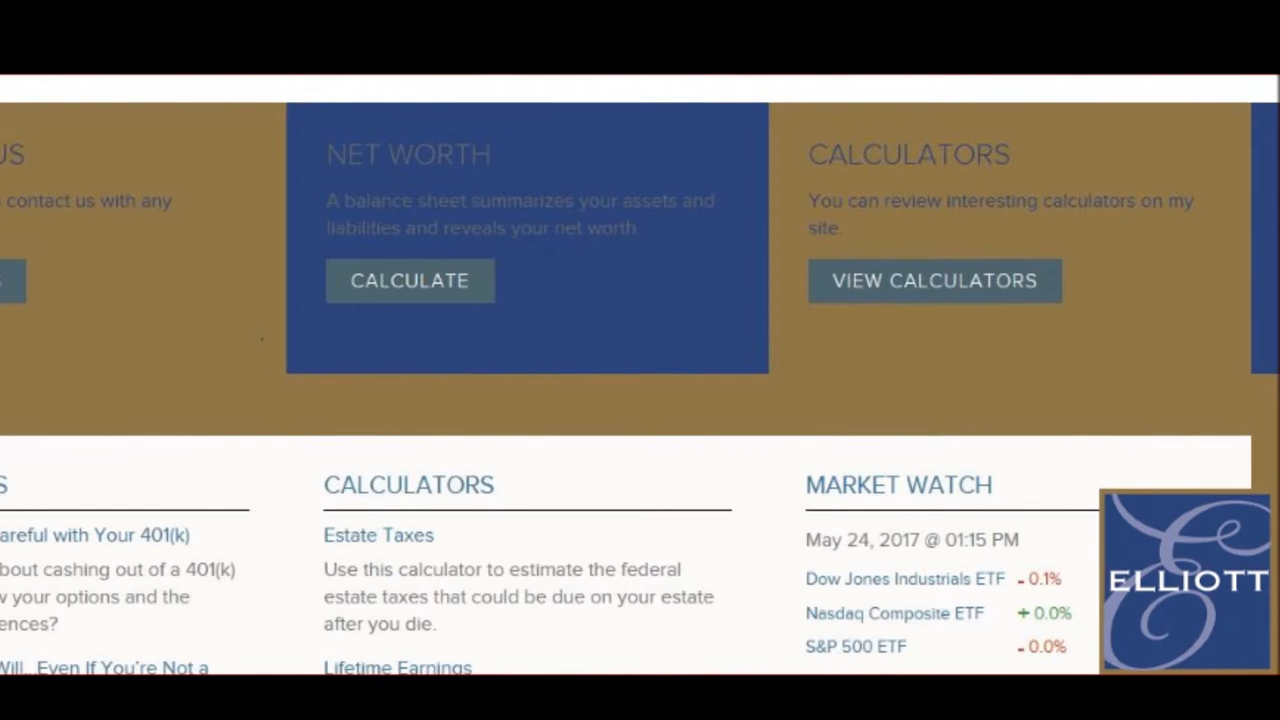 US
contact us with any
NET WORTH
A balance sheet summarizes your assets and
liabilities and reveals your net worth
CALCULATE
CALCULATORS
You can review interesting calculators on my
site.
VIEW CALCULATORS
S
areful with Your 401(k)
bout cashing out of a 401(k)
w your options and the
ences?
Will...Even If You're Not a
CALCULATORS
Estate Taxes
Use this calculator to estimate the federal
estate taxes that could be due on your estate
after you die.
Lifetime Earnings
MARKET WATCH
May 24, 2017 @ 01:15 PM
Dow Jones Industrials ETF - 0.1%
Nasdaq Composite ETF + 0.0%
S&P 500 ETF - 0.0%
E
ELLIOTT